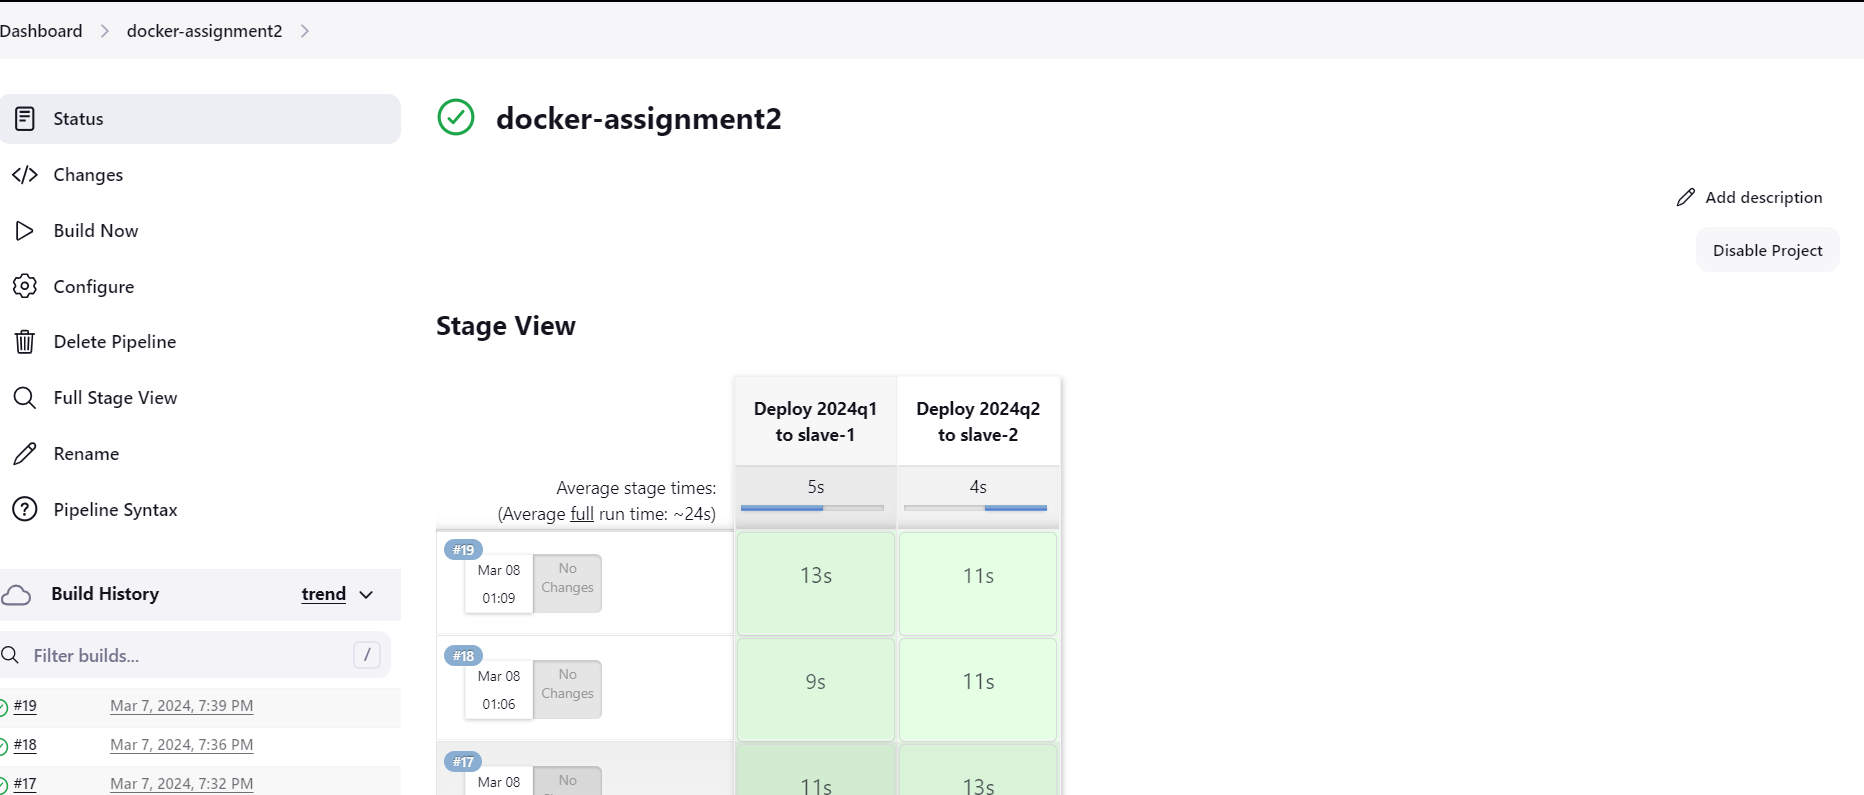 Dashboard
docker-assignment2
Status
Changes
Build Now
Configure
Delete Pipeline
Full Stage View
Rename
Pipeline Syntax
Build History
trend
Filter builds...
/
#19
Mar 7, 2024, 7:39 PM
#18
Mar 7, 2024, 7:36 PM
#17
Mar 7, 2024, 7:32 PM
docker-assignment2
Add description
Disable Project
Stage View
Deploy 2024q1
to slave-1
Deploy 2024q2
to slave-2
Average stage times:
(Average full run time: ~24s)
5s
4s
#19
Mar 08
01:09
No
Changes
13s
11s
#18
Mar 08
01:06
No
Changes
9s
11s
#17
Mar 08
No
11s
13s